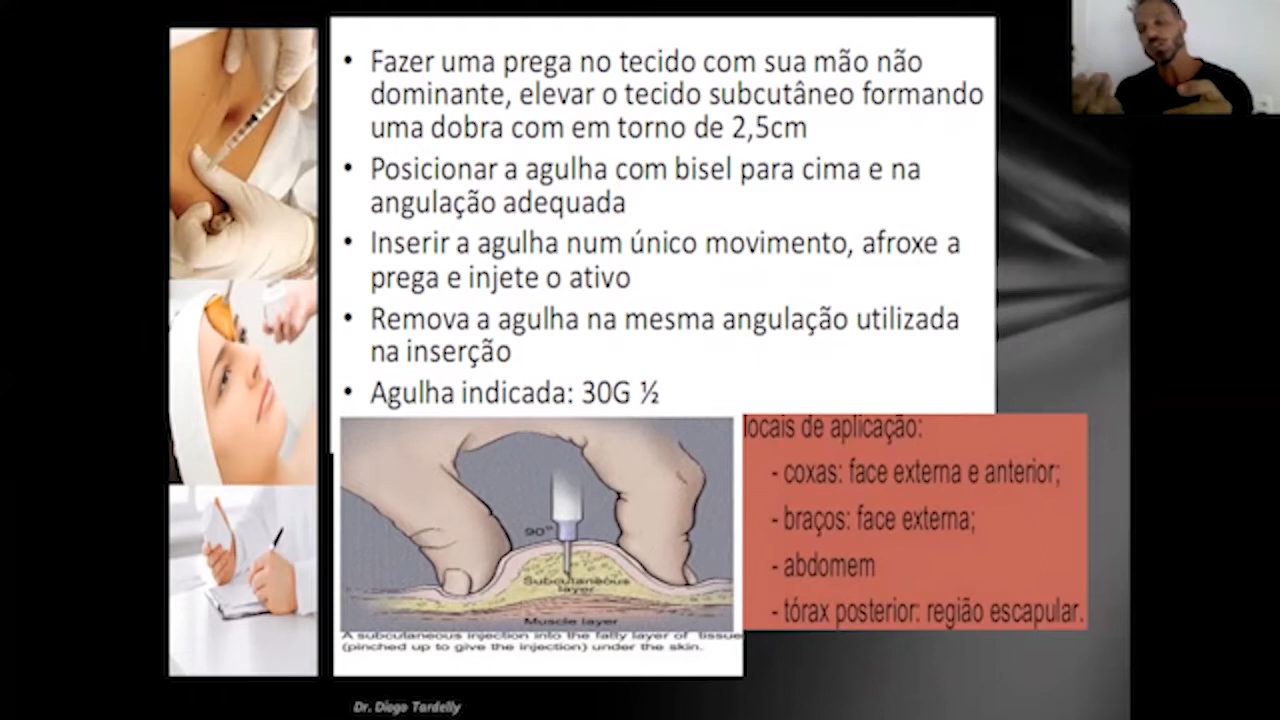 • Fazer uma prega no tecido com sua mão não
dominante, elevar o tecido subcutâneo formando
uma dobra com em torno de 2,5cm
• Posicionar a agulha com bisel para cima e na
angulação adequada
• Inserir a agulha num único movimento, afroxe a
prega e injete o ativo
• Remova a agulha na mesma angulação utilizada
na inserção
• Agulha indicada: 30G ½
locais de aplicação:
- coxas: face externa e anterior;
- braços: face externa;
- abdomem
- tórax posterior: região escapular.
90°
Subcutaneous
layer
Muscle layer
A subcutaneous injection into the fatty layer of tissue
(pinched up to give the injection) under the skin.
Dr. Diego Tardelly